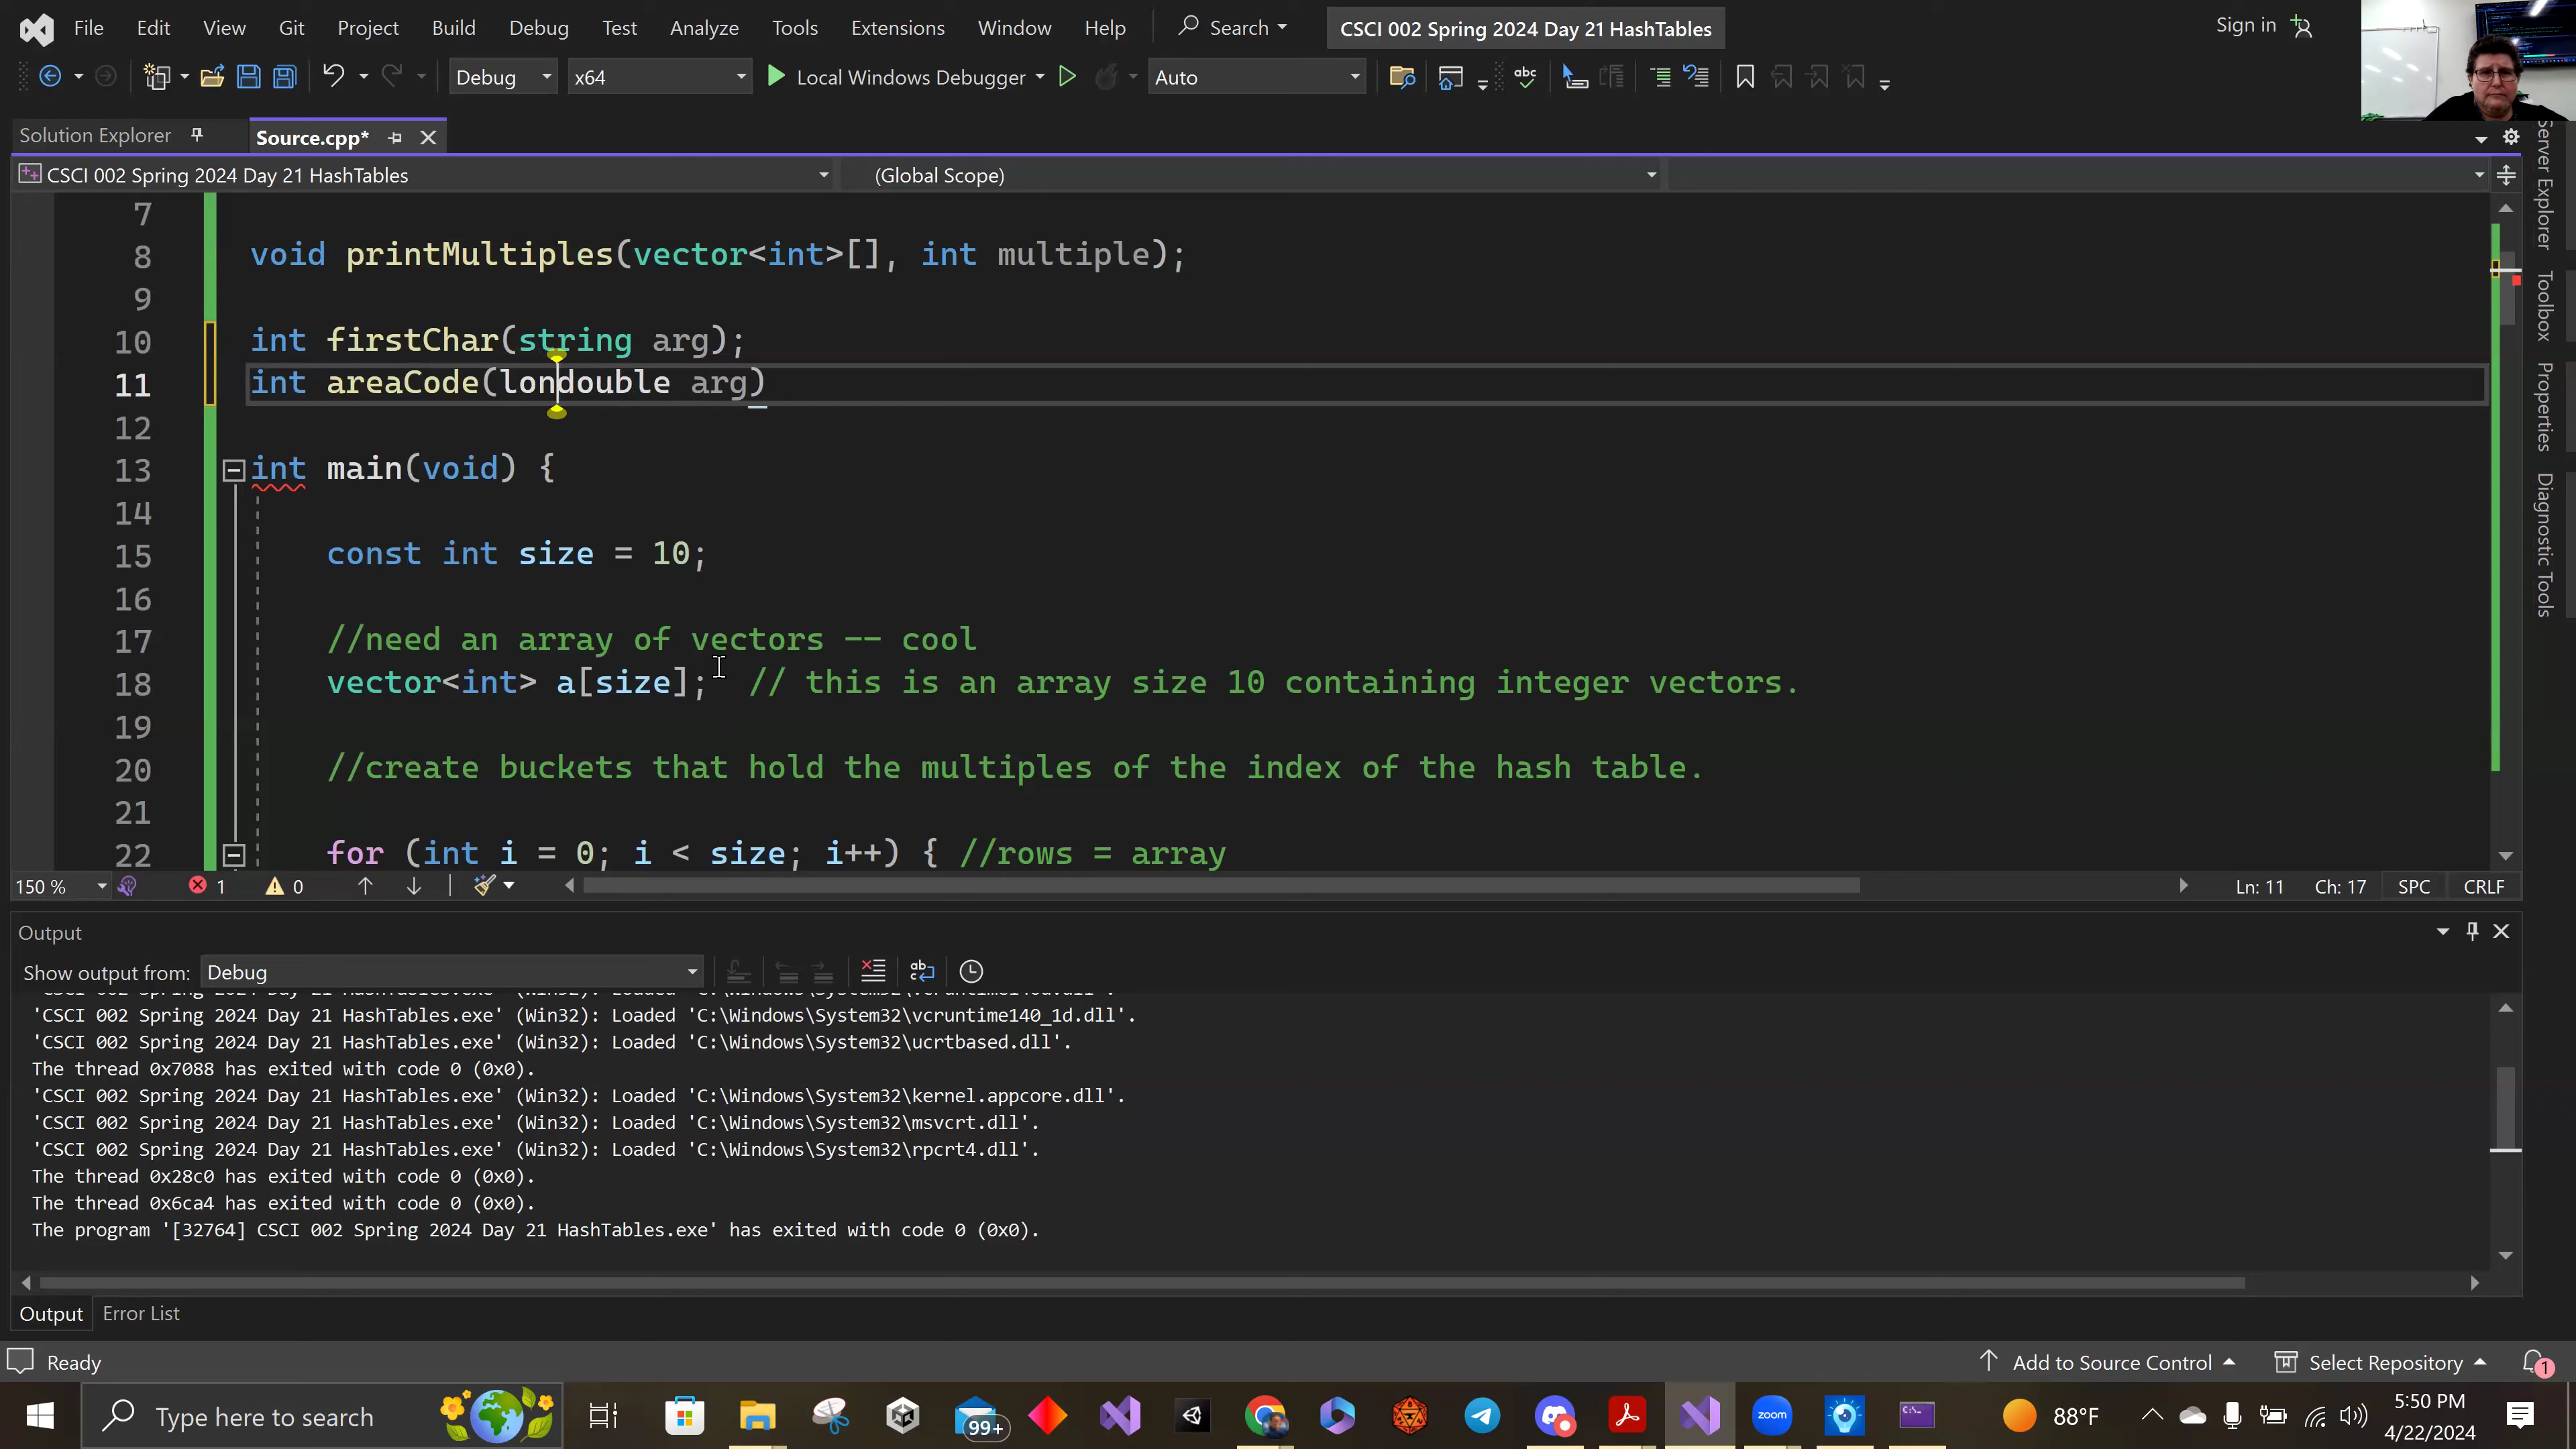 File Edit View Git Project Build Debug Test Analyze Tools Extensions Window Help Search CSCI 002 Spring 2024 Day 21 HashTables Sign in
Debug x64 Local Windows Debugger Auto
Solution Explorer Source.cpp*
CSCI 002 Spring 2024 Day 21 HashTables (Global Scope)
7
8 void printMultiples(vector<int>[], int multiple);
9
10 int firstChar(string arg);
11 int areaCode(londouble arg)
12
13 int main(void) {
14
15 const int size = 10;
16
17 //need an array of vectors -- cool
18 vector<int> a[size]; // this is an array size 10 containing integer vectors.
19
20 //create buckets that hold the multiples of the index of the hash table.
21
22 for (int i = 0; i < size; i++) { //rows = array
Server Explorer
Toolbox
Properties
Diagnostic Tools
150 % 1 0 Ln: 11 Ch: 17 SPC CRLF
Output
Show output from: Debug
'CSCI 002 Spring 2024 Day 21 HashTables.exe' (Win32): Loaded 'C:\Windows\System32\vcruntime140_1d.dll'.
'CSCI 002 Spring 2024 Day 21 HashTables.exe' (Win32): Loaded 'C:\Windows\System32\ucrtbased.dll'.
The thread 0x7088 has exited with code 0 (0x0).
'CSCI 002 Spring 2024 Day 21 HashTables.exe' (Win32): Loaded 'C:\Windows\System32\kernel.appcore.dll'.
'CSCI 002 Spring 2024 Day 21 HashTables.exe' (Win32): Loaded 'C:\Windows\System32\msvcrt.dll'.
'CSCI 002 Spring 2024 Day 21 HashTables.exe' (Win32): Loaded 'C:\Windows\System32\rpcrt4.dll'.
The thread 0x28c0 has exited with code 0 (0x0).
The thread 0x6ca4 has exited with code 0 (0x0).
The program '[32764] CSCI 002 Spring 2024 Day 21 HashTables.exe' has exited with code 0 (0x0).
Output Error List
Ready Add to Source Control Select Repository 1
Type here to search 99+ zoom 88°F 5:50 PM
4/22/2024